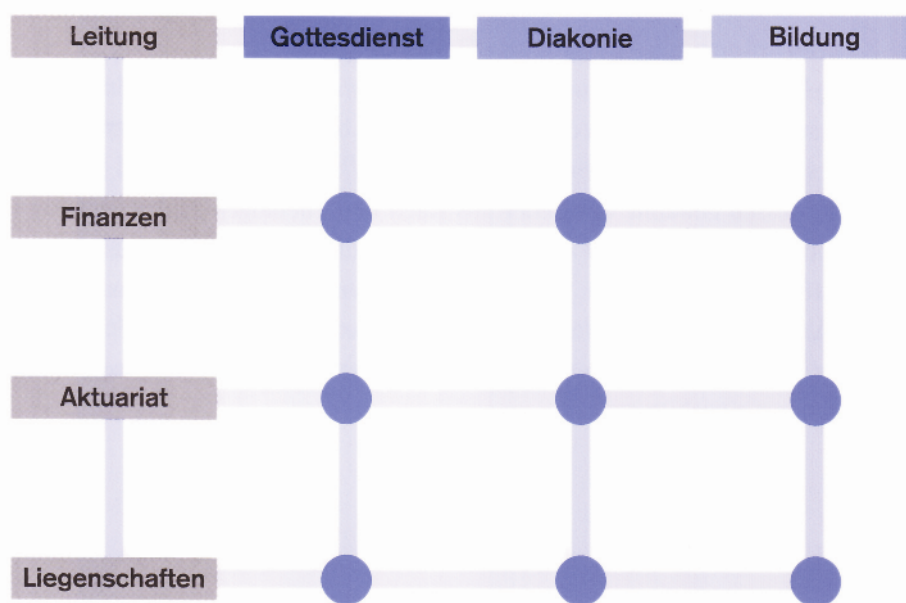 Leitung
Gottesdienst
Diakonie
Bildung
Finanzen
Aktuariat
Liegenschaften